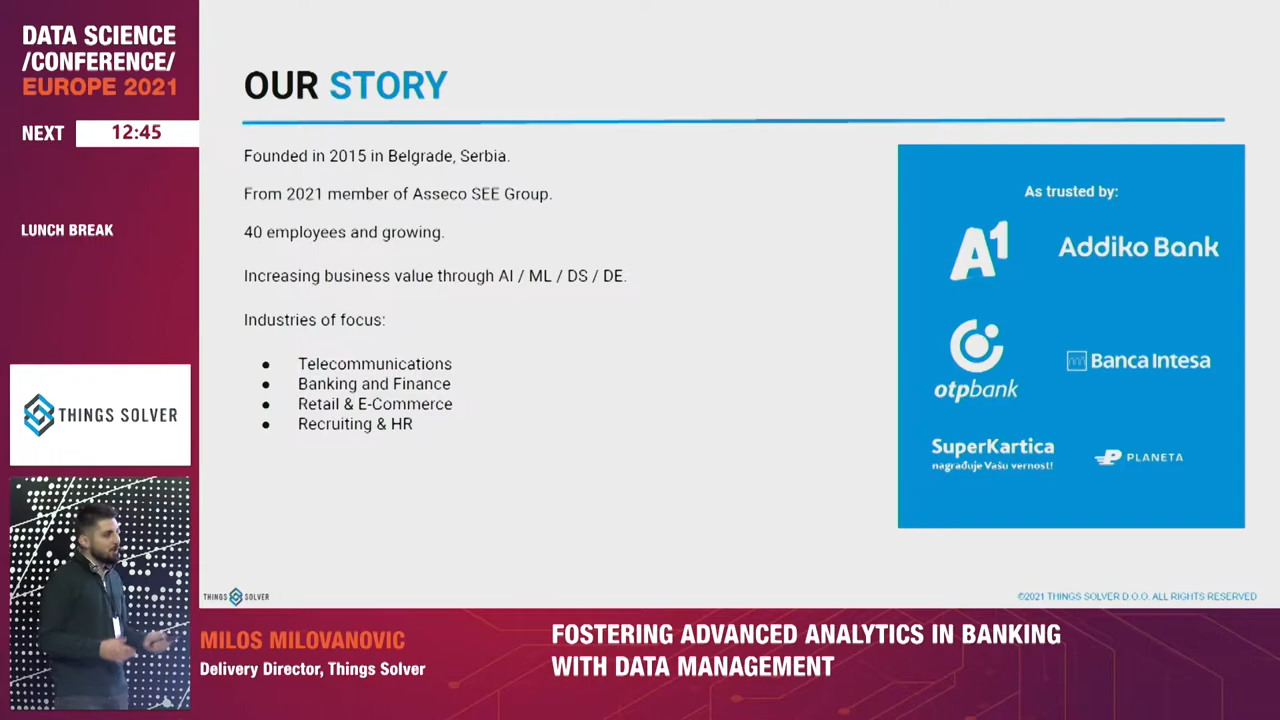 DATA SCIENCE
/CONFERENCE/
EUROPE 2021
NEXT 12:45
LUNCH BREAK
THINGS SOLVER
OUR STORY
Founded in 2015 in Belgrade, Serbia.
From 2021 member of Asseco SEE Group.
40 employees and growing.
Increasing business value through AI / ML / DS / DE.
Industries of focus:
● Telecommunications
● Banking and Finance
● Retail & E-Commerce
● Recruiting & HR
As trusted by:
A1
Addiko Bank
otpbank
Banca Intesa
SuperKartica
nagrađuje Vašu vernost!
PLANETA
THINGS SOLVER
©2021 THINGS SOLVER D.O.O. ALL RIGHTS RESERVED
MILOS MILOVANOVIC
Delivery Director, Things Solver
FOSTERING ADVANCED ANALYTICS IN BANKING
WITH DATA MANAGEMENT